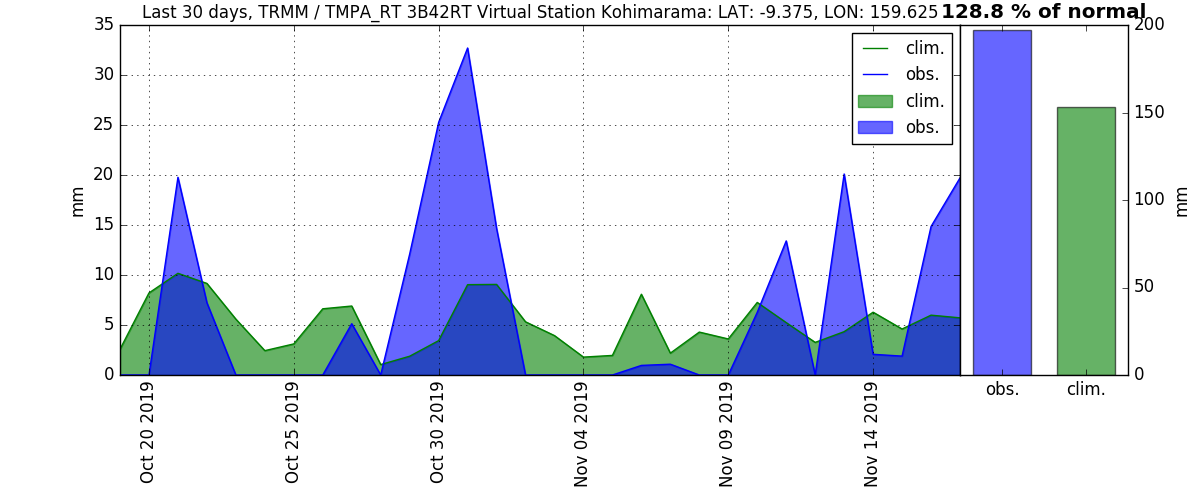 Last 30 days, TRMM / TMPA_RT 3B42RT Virtual Station Kohimarama: LAT: -9.375, LON: 159.625
128.8 % of normal
35
30
25
20
15
10
5
0
mm
clim.
obs.
clim.
obs.
Oct 20 2019
Oct 25 2019
Oct 30 2019
Nov 04 2019
Nov 09 2019
Nov 14 2019
200
150
100
50
0
mm
obs.
clim.